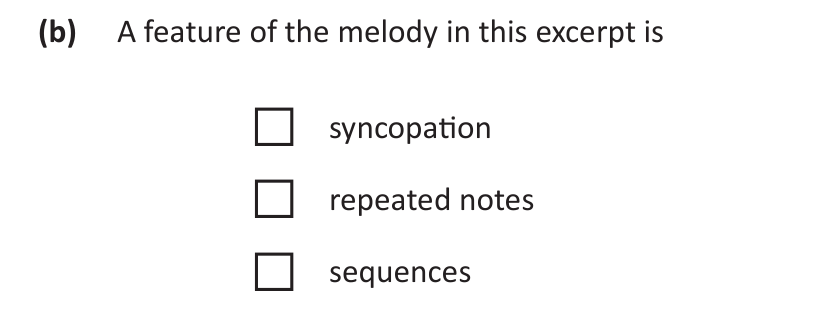 (b) A feature of the melody in this excerpt is
syncopation
repeated notes
sequences